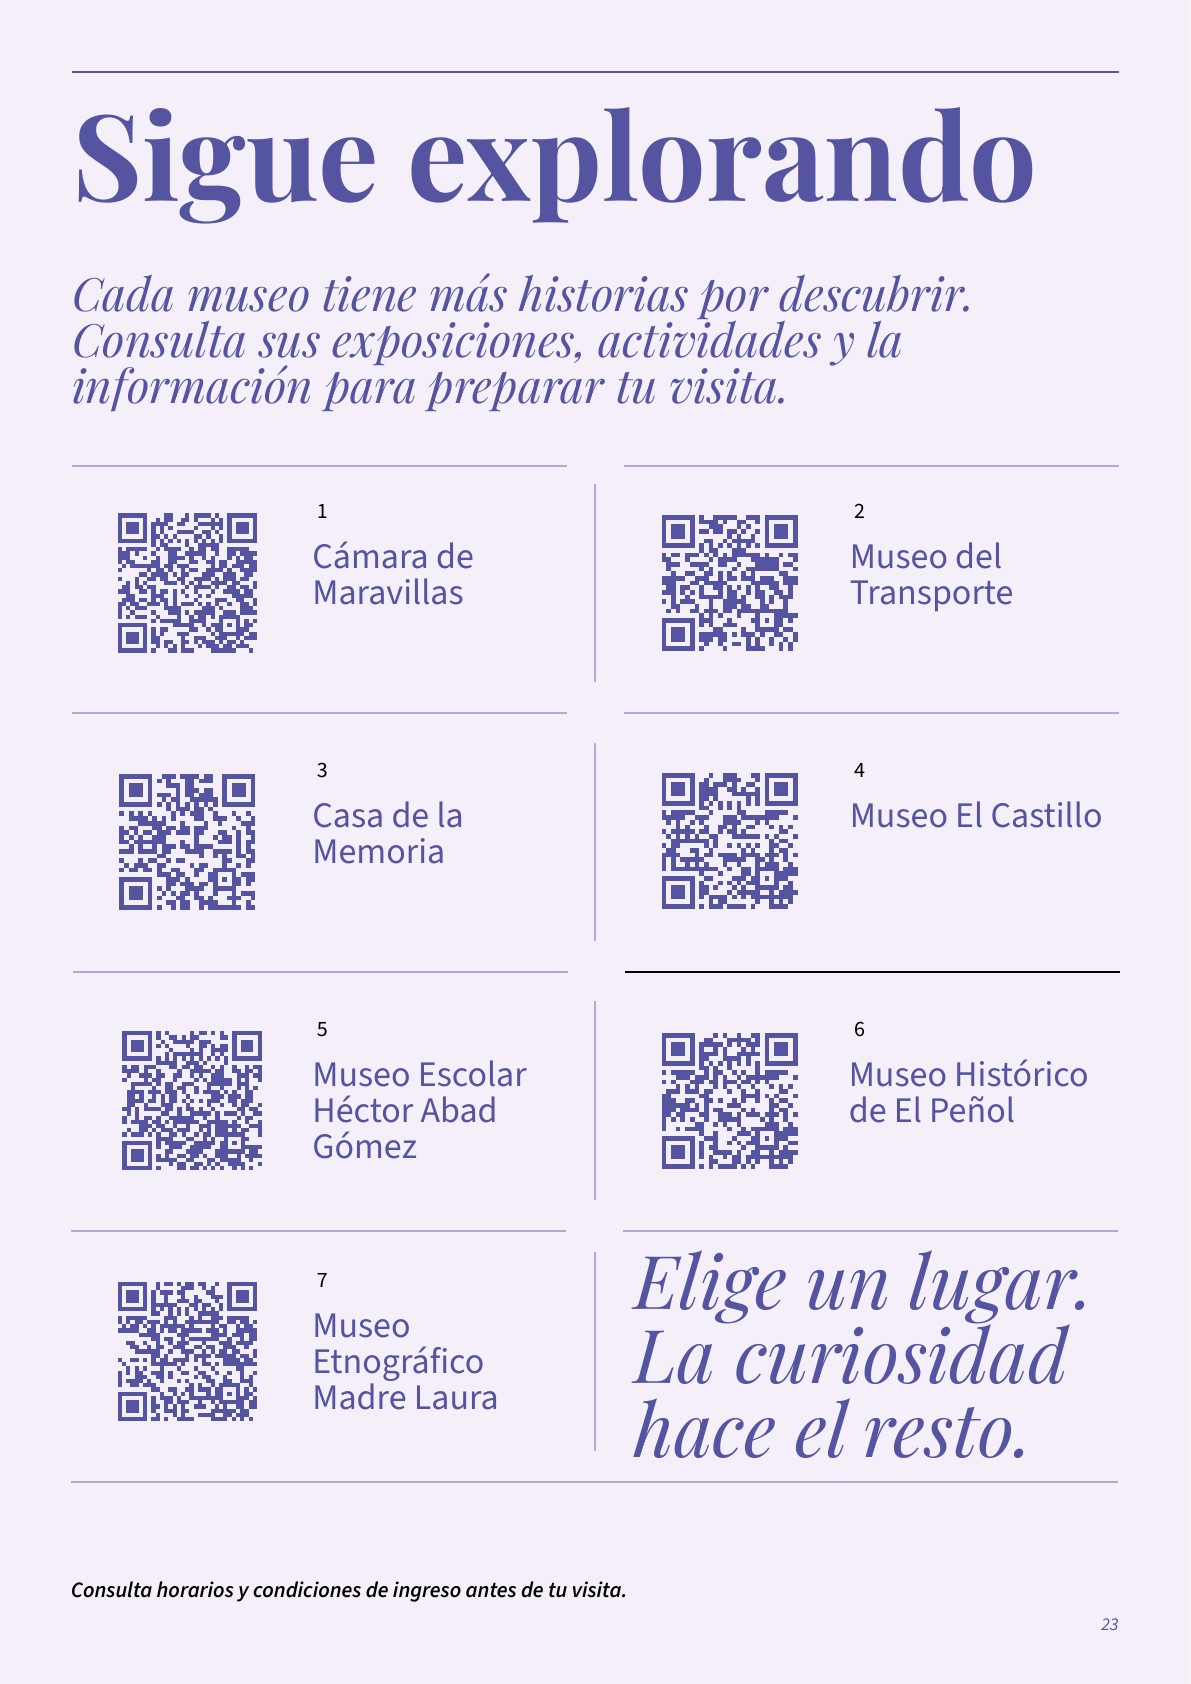 Sigue explorando
Cada museo tiene más historias por descubrir.
Consulta sus exposiciones, actividades y la
información para preparar tu visita.
1
Cámara de
Maravillas
2
Museo del
Transporte
3
Casa de la
Memoria
4
Museo El Castillo
5
Museo Escolar
Héctor Abad
Gómez
6
Museo Histórico
de El Peñol
7
Museo
Etnográfico
Madre Laura
Elige un lugar.
La curiosidad
hace el resto.
Consulta horarios y condiciones de ingreso antes de tu visita.
23